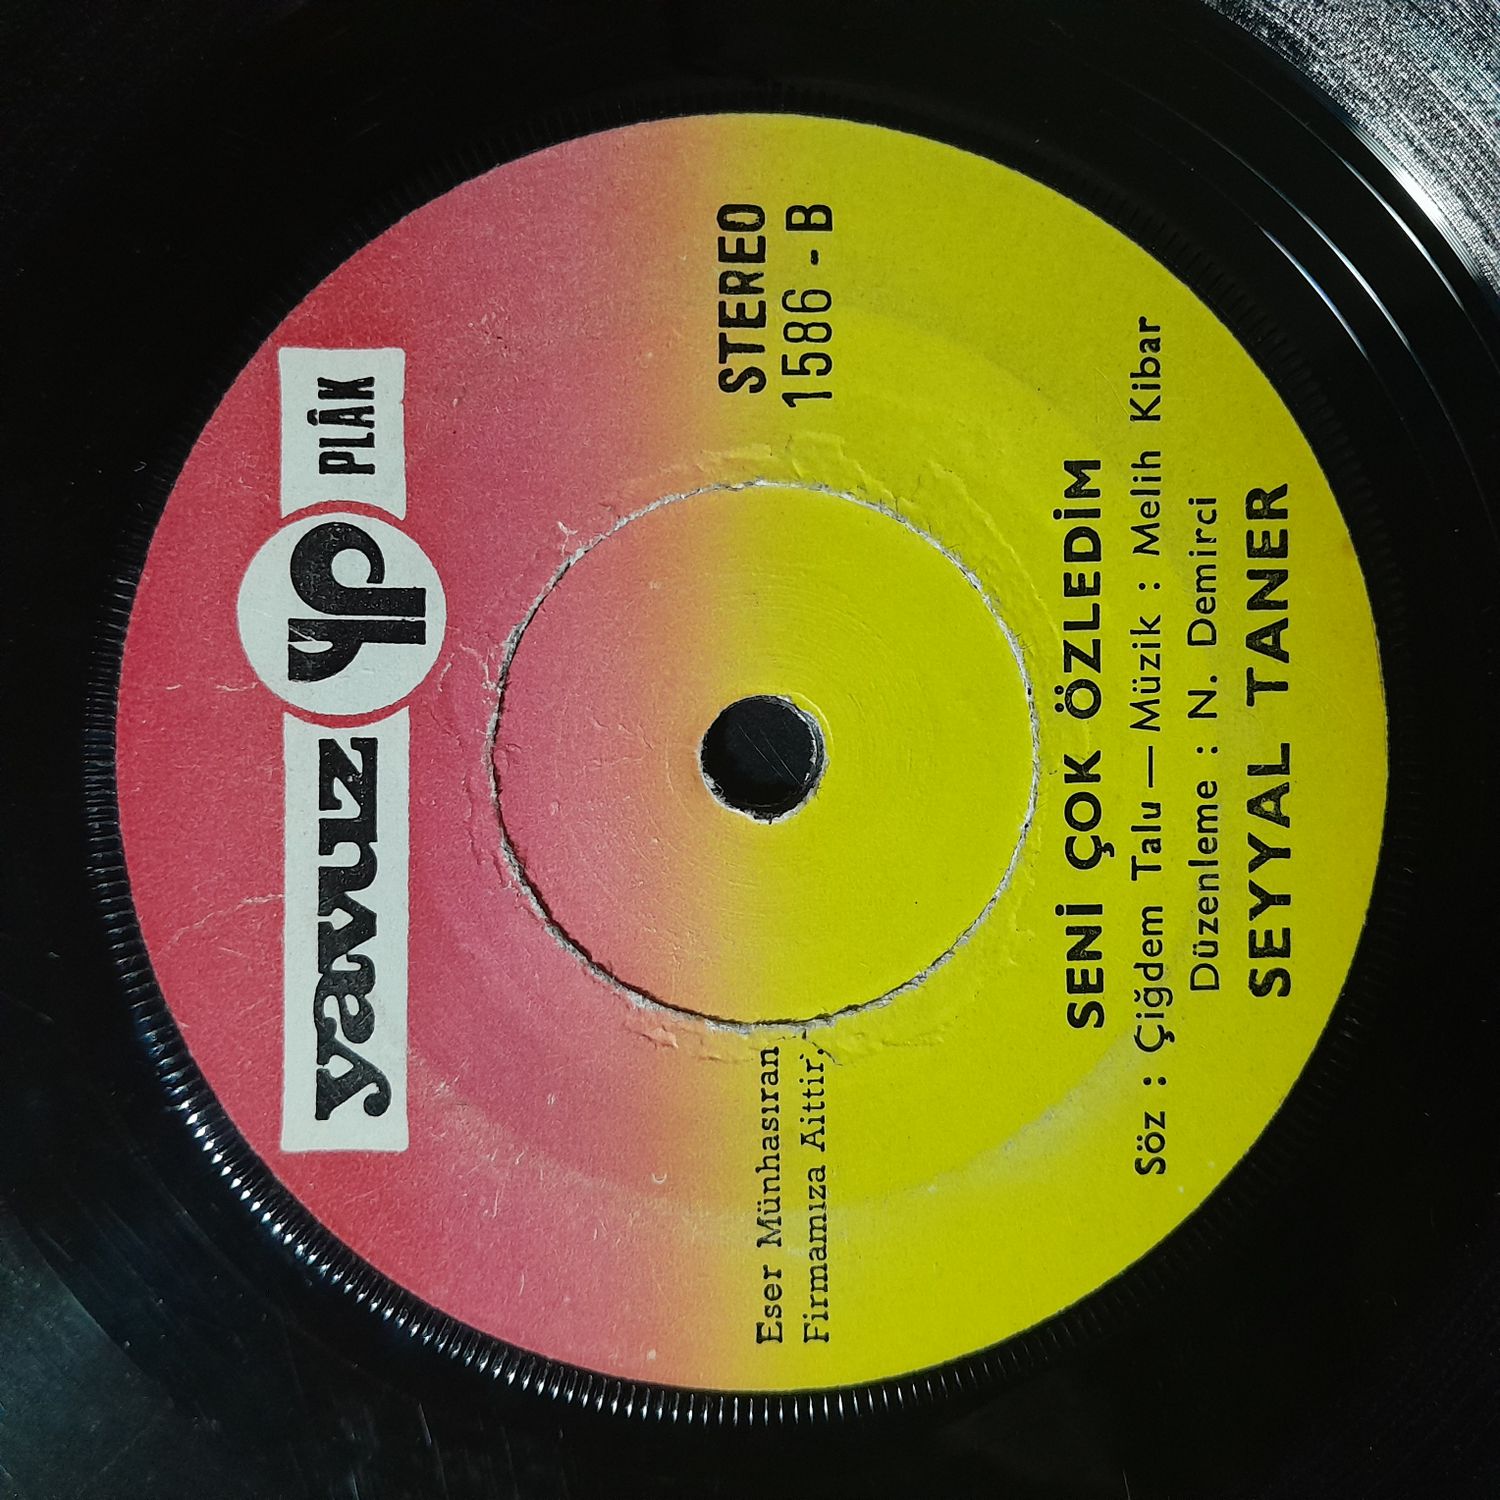 yavuz yp PLÂK
STEREO
1586 - B
Eser Münhasıran
Firmamıza Aittir.
SENİ ÇOK ÖZLEDİM
Söz : Çiğdem Talu — Müzik : Melih Kibar
Düzenleme : N. Demirci
SEYYAL TANER